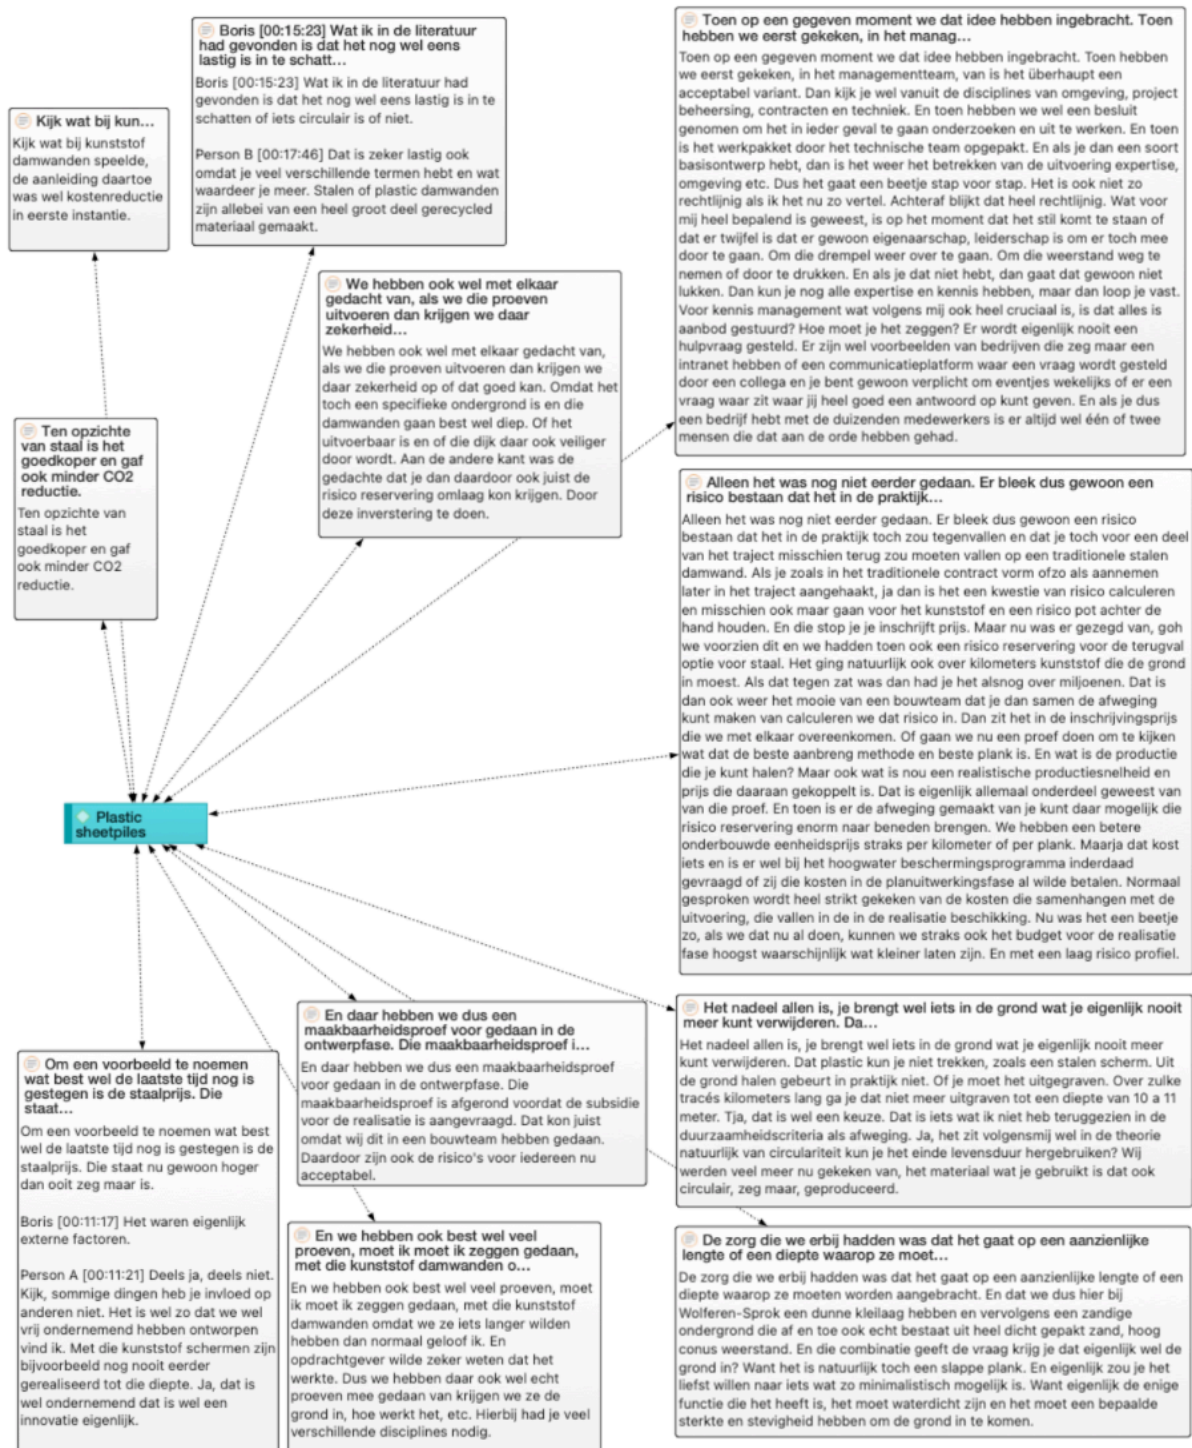 Boris [00:15:23] Wat ik in de literatuur
had gevonden is dat het nog wel eens
lastig is in te schatt...
Boris [00:15:23] Wat ik in de literatuur had
gevonden is dat het nog wel eens lastig is in te
schatten of iets circulair is of niet.
Person B [00:17:46] Dat is zeker lastig ook
omdat je veel verschillende termen hebt en wat
waardeer je meer. Stalen of plastic damwanden
zijn allebei van een heel groot deel gerecycled
materiaal gemaakt.
Toen op een gegeven moment we dat idee hebben ingebracht. Toen
hebben we eerst gekeken, in het manag...
Toen op een gegeven moment we dat idee hebben ingebracht. Toen hebben
we eerst gekeken, in het managementteam, van is het überhaupt een
acceptabel variant. Dan kijk je wel vanuit de disciplines van omgeving, project
beheersing, contracten en techniek. En toen hebben we wel een besluit
genomen om het in ieder geval te gaan onderzoeken en uit te werken. En toen
is het werkpakket door het technische team opgepakt. En als je dan een soort
basisontwerp hebt, dan is het weer het betrekken van de uitvoering expertise,
omgeving etc. Dus het gaat een beetje stap voor stap. Het is ook niet zo
rechtlijnig als ik het nu zo vertel. Achteraf blijkt dat heel rechtlijnig. Wat voor
mij heel bepalend is geweest, is op het moment dat het stil komt te staan of
dat er twijfel is dat er gewoon eigenaarschap, leiderschap is om er toch mee
door te gaan. Om die drempel weer over te gaan. Om die weerstand weg te
nemen of door te drukken. En als je dat niet hebt, dan gaat dat gewoon niet
lukken. Dan kun je nog alle expertise en kennis hebben, maar dan loop je vast.
Voor kennis management wat volgens mij ook heel cruciaal is, is dat alles is
aanbod gestuurd? Hoe moet je het zeggen? Er wordt eigenlijk nooit een
hulpvraag gesteld. Er zijn wel voorbeelden van bedrijven die zeg maar een
intranet hebben of een communicatieplatform waar een vraag wordt gesteld
door een collega en je bent gewoon verplicht om eventjes wekelijks of er een
vraag waar zit waar jij heel goed een antwoord op kunt geven. En als je dus
een bedrijf hebt met de duizenden medewerkers is er altijd wel één of twee
mensen die dat aan de orde hebben gehad.
Kijk wat bij kun...
Kijk wat bij kunststof
damwanden speelde,
de aanleiding daartoe
was wel kostenreductie
in eerste instantie.
We hebben ook wel met elkaar
gedacht van, als we die proeven
uitvoeren dan krijgen we daar
zekerheid...
We hebben ook wel met elkaar gedacht van,
als we die proeven uitvoeren dan krijgen we
daar zekerheid op of dat goed kan. Omdat het
toch een specifieke ondergrond is en die
damwanden gaan best wel diep. Of het
uitvoerbaar is en of die dijk daar ook veiliger
door wordt. Aan de andere kant was de
gedachte dat je dan daardoor ook juist de
risico reservering omlaag kon krijgen. Door
deze inverstering te doen.
Ten opzichte
van staal is het
goedkoper en gaf
ook minder CO2
reductie.
Ten opzichte van
staal is het
goedkoper en gaf
ook minder CO2
reductie.
Alleen het was nog niet eerder gedaan. Er bleek dus gewoon een
risico bestaan dat het in de praktijk...
Alleen het was nog niet eerder gedaan. Er bleek dus gewoon een risico
bestaan dat het in de praktijk toch zou tegenvallen en dat je toch voor een deel
van het traject misschien terug zou moeten vallen op een traditionele stalen
damwand. Als je zoals in het traditionele contract vorm ofzo als aannemen
later in het traject aangehaakt, ja dan is het een kwestie van risico calculeren
en misschien ook maar gaan voor het kunststof en een risico pot achter de
hand houden. En die stop je je inschrijft prijs. Maar nu was er gezegd van, goh
we voorzien dit en we hadden toen ook een risico reservering voor de terugval
optie voor staal. Het ging natuurlijk ook over kilometers kunststof die de grond
in moest. Als dat tegen zat was dan had je het alsnog over miljoenen. Dat is
dan ook weer het mooie van een bouwteam dat je dan samen de afweging
kunt maken van calculeren we dat risico in. Dan zit het in de inschrijvingsprijs
die we met elkaar overeenkomen. Of gaan we nu een proef doen om te kijken
wat dat de beste aanbreng methode en beste plank is. En wat is de productie
die je kunt halen? Maar ook wat is nou een realistische productiesnelheid en
prijs die daaraan gekoppelt is. Dat is eigenlijk allemaal onderdeel geweest van
van die proef. En toen is er de afweging gemaakt van je kunt daar mogelijk die
risico reservering enorm naar beneden brengen. We hebben een betere
onderbouwde eenheidsprijs straks per kilometer of per plank. Maarja dat kost
iets en is er wel bij het hoogwater beschermingsprogramma inderdaad
gevraagd of zij die kosten in de planuitwerkingsfase al wilde betalen. Normaal
gesproken wordt heel strikt gekeken van de kosten die samenhangen met de
uitvoering, die vallen in de in de realisatie beschikking. Nu was het een beetje
zo, als we dat nu al doen, kunnen we straks ook het budget voor de realisatie
fase hoogst waarschijnlijk wat kleiner laten zijn. En met een laag risico profiel.
Plastic
sheetpiles
En daar hebben we dus een
maakbaarheidsproef voor gedaan in de
ontwerpfase. Die maakbaarheidsproef i...
En daar hebben we dus een maakbaarheidsproef
voor gedaan in de ontwerpfase. Die
maakbaarheidsproef is afgerond voordat de subsidie
voor de realisatie is aangevraagd. Dat kon juist
omdat wij dit in een bouwteam hebben gedaan.
Daardoor zijn ook de risico's voor iedereen nu
acceptabel.
Het nadeel allen is, je brengt wel iets in de grond wat je eigenlijk nooit
meer kunt verwijderen. Da...
Het nadeel allen is, je brengt wel iets in de grond wat je eigenlijk nooit meer
kunt verwijderen. Dat plastic kun je niet trekken, zoals een stalen scherm. Uit
de grond halen gebeurt in praktijk niet. Of je moet het uitgegraven. Over zulke
tracés kilometers lang ga je dat niet meer uitgraven tot een diepte van 10 a 11
meter. Tja, dat is wel een keuze. Dat is iets wat ik niet heb teruggezien in de
duurzaamheidscriteria als afweging. Ja, het zit volgensmij wel in de theorie
natuurlijk van circulariteit kun je het einde levensduur hergebruiken? Wij
werden veel meer nu gekeken van, het materiaal wat je gebruikt is dat ook
circulair, zeg maar, geproduceerd.
Om een voorbeeld te noemen
wat best wel de laatste tijd nog is
gestegen is de staalprijs. Die
staat...
Om een voorbeeld te noemen wat best
wel de laatste tijd nog is gestegen is de
staalprijs. Die staat nu gewoon hoger
dan ooit zeg maar is.
Boris [00:11:17] Het waren eigenlijk
externe factoren.
Person A [00:11:21] Deels ja, deels niet.
Kijk, sommige dingen heb je invloed op
anderen niet. Het is wel zo dat we wel
vrij ondernemend hebben ontworpen
vind ik. Met die kunststof schermen zijn
bijvoorbeeld nog nooit eerder
gerealiseerd tot die diepte. Ja, dat is
wel ondernemend dat is wel een
innovatie eigenlijk.
En we hebben ook best wel veel
proeven, moet ik moet ik zeggen gedaan,
met die kunststof damwanden o...
En we hebben ook best wel veel proeven, moet
ik moet ik zeggen gedaan, met die kunststof
damwanden omdat we ze iets langer wilden
hebben dan normaal geloof ik. En
opdrachtgever wilde zeker weten dat het
werkte. Dus we hebben daar ook wel echt
proeven mee gedaan van krijgen we ze de
grond in, hoe werkt het, etc. Hierbij had je veel
verschillende disciplines nodig.
De zorg die we erbij hadden was dat het gaat op een aanzienlijke
lengte of een diepte waarop ze moet...
De zorg die we erbij hadden was dat het gaat op een aanzienlijke lengte of een
diepte waarop ze moeten worden aangebracht. En dat we dus hier bij
Wolferen-Sprok een dunne kleilaag hebben en vervolgens een zandige
ondergrond die af en toe ook echt bestaat uit heel dicht gepakt zand, hoog
conus weerstand. En die combinatie geeft de vraag krijg je dat eigenlijk wel de
grond in? Want het is natuurlijk toch een slappe plank. En eigenlijk zou je het
liefst willen naar iets wat zo minimalistisch mogelijk is. Want eigenlijk de enige
functie die het heeft is, het moet waterdicht zijn en het moet een bepaalde
sterkte en stevigheid hebben om de grond in te komen.